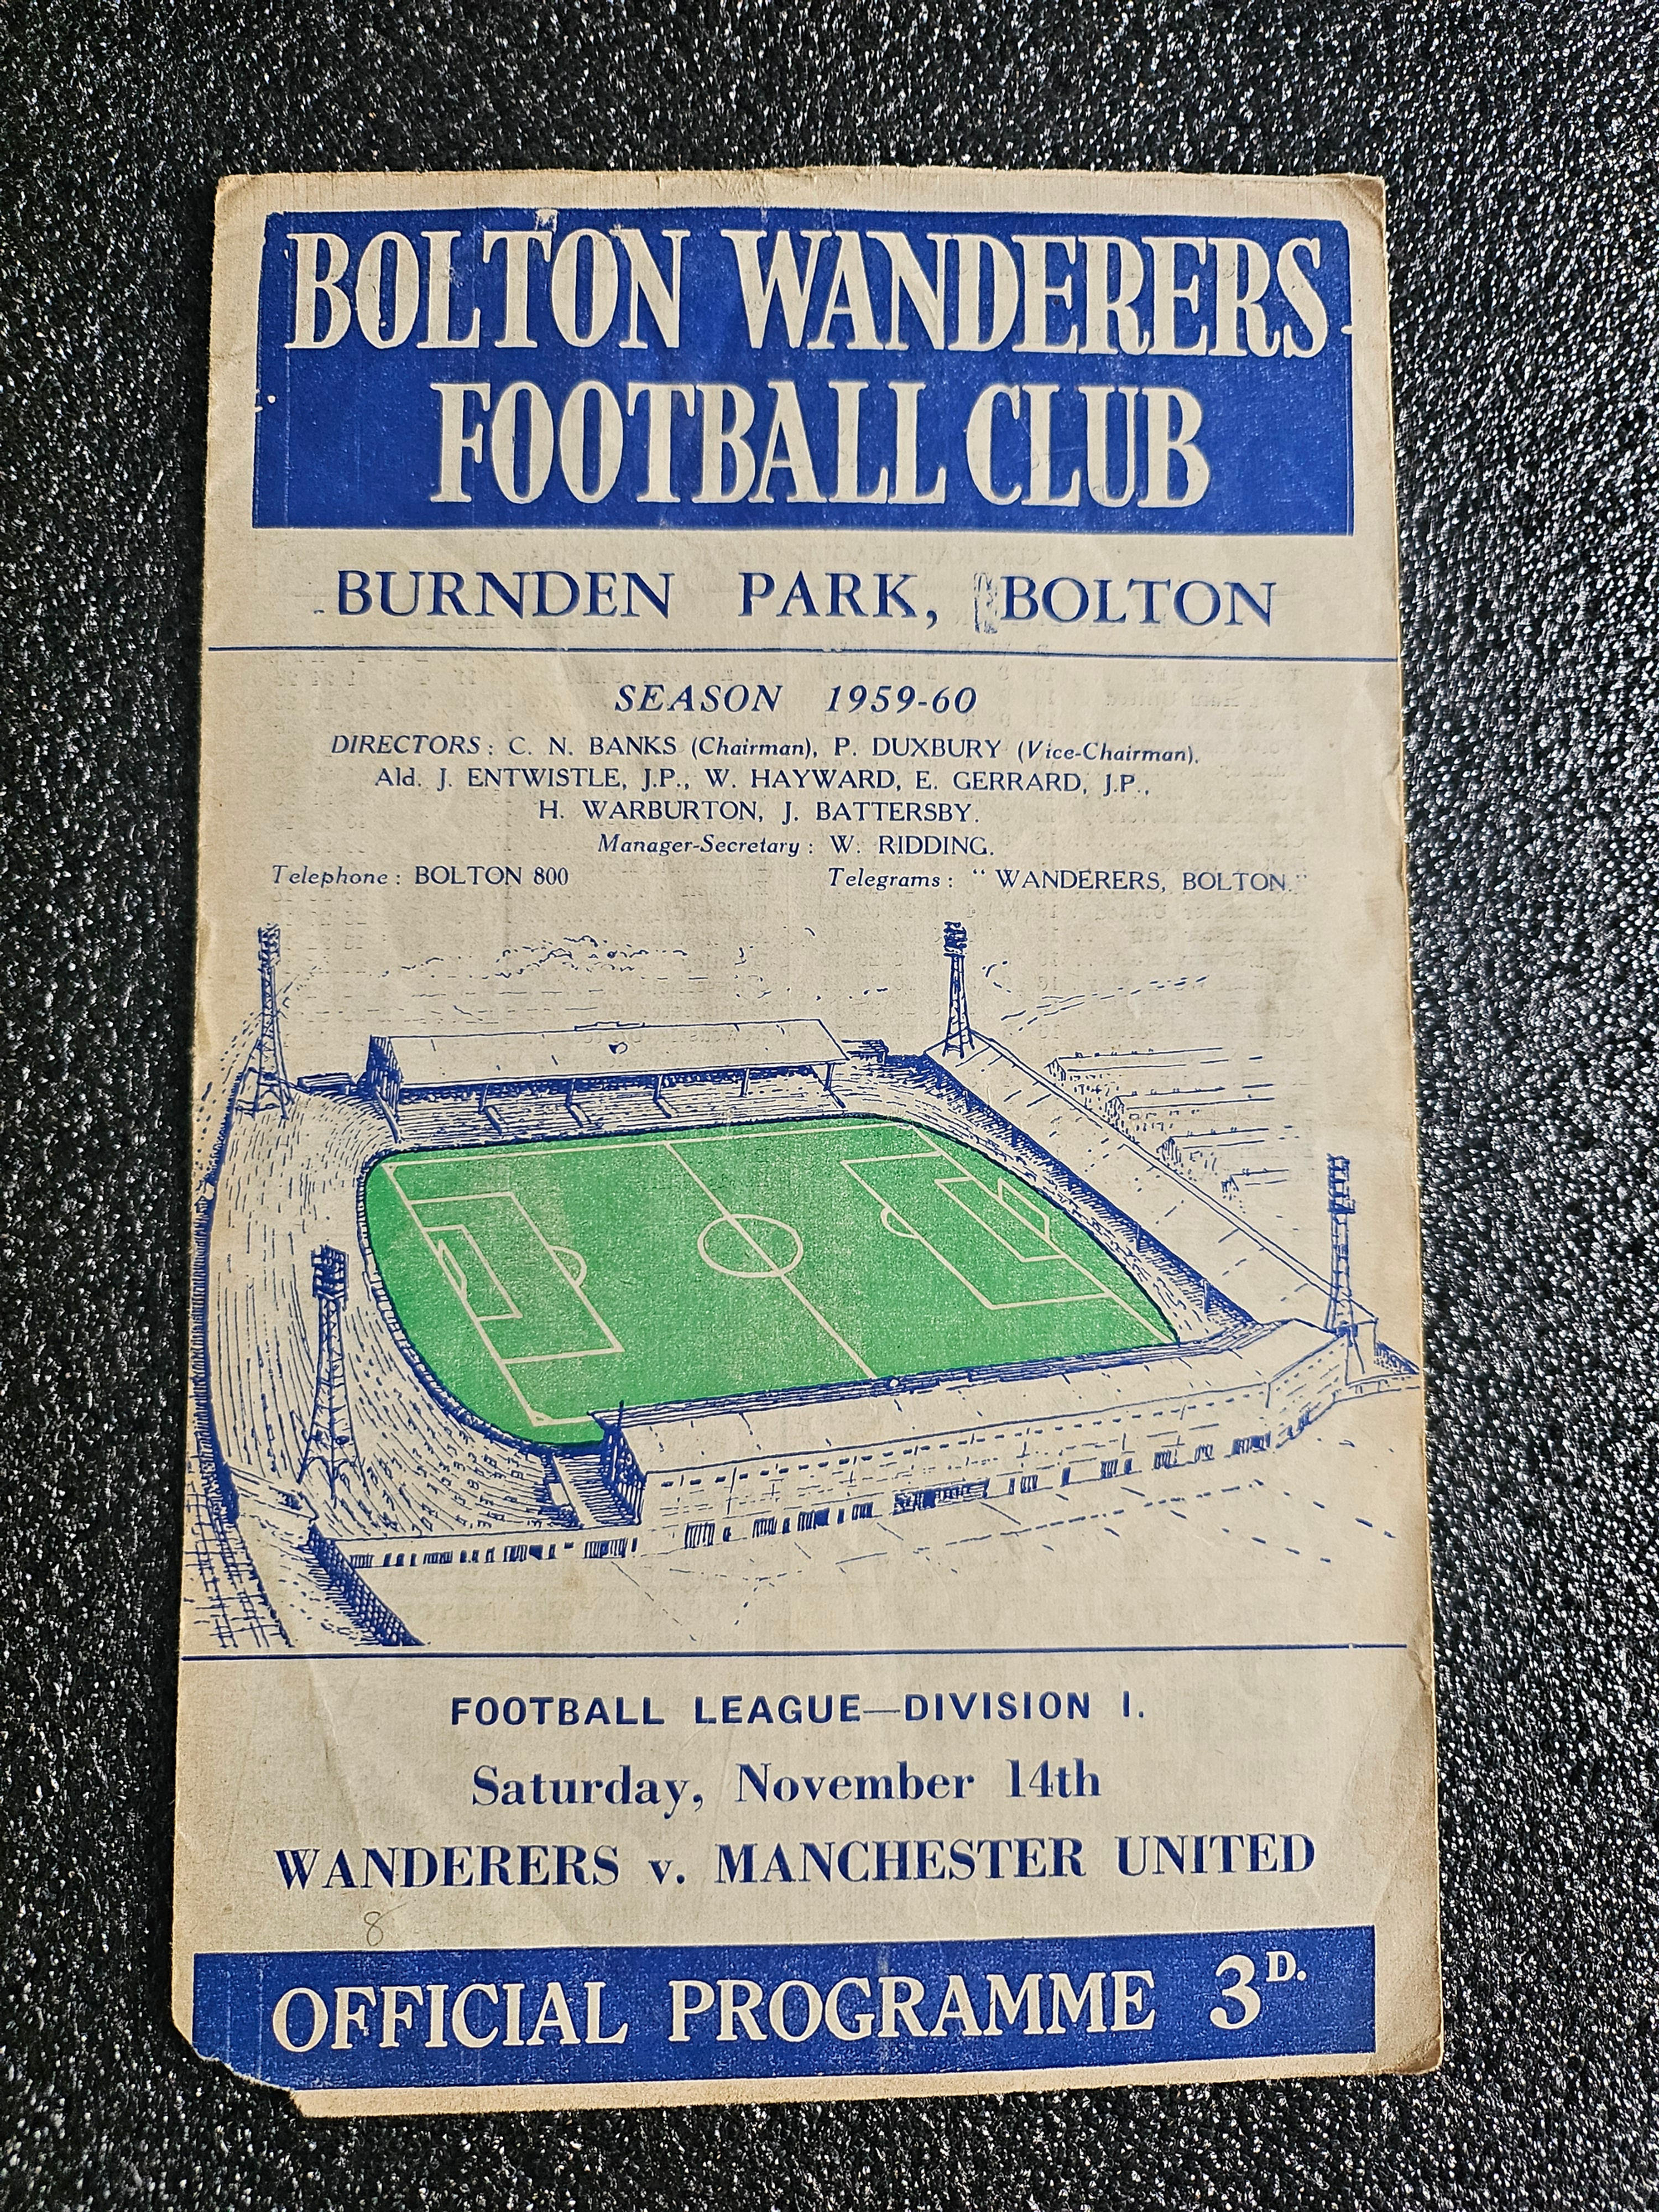 BOLTON WANDERERS
FOOTBALL CLUB
BURNDEN PARK, BOLTON
SEASON 1959-60
DIRECTORS: C. N. BANKS (Chairman), P. DUXBURY (Vice-Chairman),
Ald. J. ENTWISTLE, J.P., W. HAYWARD, E. GERRARD, J.P.,
H. WARBURTON, J. BATTERSBY.
Manager-Secretary: W. RIDDING.
Telephone: BOLTON 800 Telegrams: "WANDERERS, BOLTON."
FOOTBALL LEAGUE—DIVISION I.
Saturday, November 14th
WANDERERS v. MANCHESTER UNITED
8
OFFICIAL PROGRAMME 3D.